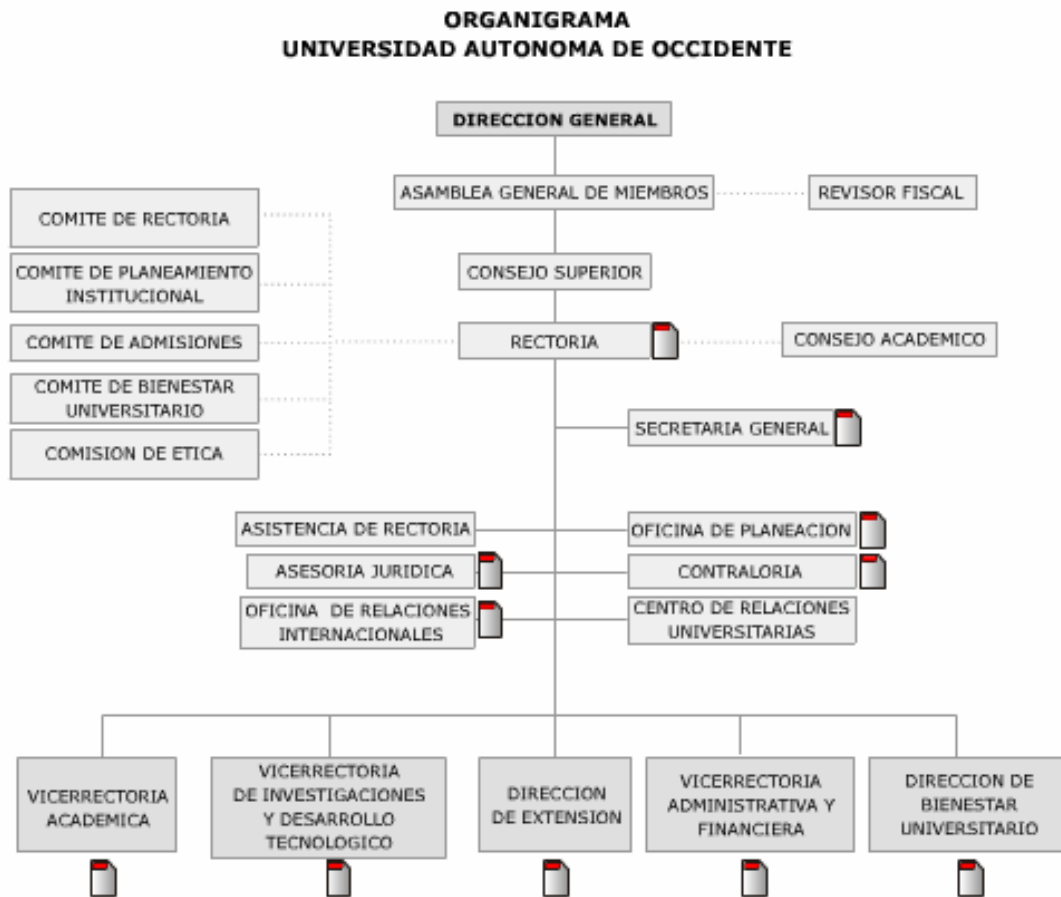 ORGANIGRAMA
UNIVERSIDAD AUTONOMA DE OCCIDENTE
DIRECCION GENERAL
ASAMBLEA GENERAL DE MIEMBROS
REVISOR FISCAL
COMITE DE RECTORIA
COMITE DE PLANEAMIENTO
INSTITUCIONAL
COMITE DE ADMISIONES
COMITE DE BIENESTAR
UNIVERSITARIO
COMISION DE ETICA
CONSEJO SUPERIOR
RECTORIA
CONSEJO ACADEMICO
SECRETARIA GENERAL
ASISTENCIA DE RECTORIA
OFICINA DE PLANEACION
ASESORIA JURIDICA
CONTRALORIA
OFICINA DE RELACIONES
INTERNACIONALES
CENTRO DE RELACIONES
UNIVERSITARIAS
VICERRECTORIA
ACADEMICA
VICERRECTORIA
DE INVESTIGACIONES
Y DESARROLLO
TECNOLOGICO
DIRECCION
DE EXTENSION
VICERRECTORIA
ADMINISTRATIVA Y
FINANCIERA
DIRECCION DE
BIENESTAR
UNIVERSITARIO